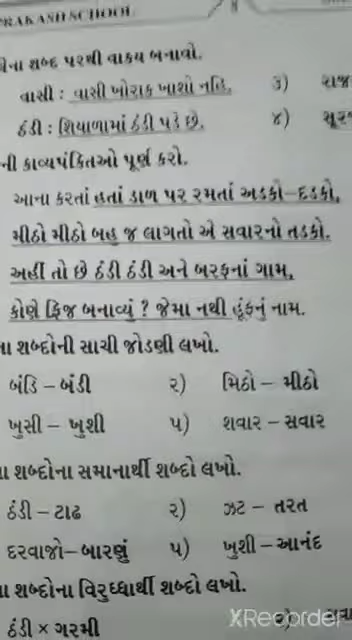 PRAKASH SCHOOL
શબ્દ પરથી વાક્ય બનાવો.
વાસી : વાસી ખોરાક ખાશો નહિ. ૩) રાજ
ઠંડી : શિયાળામાં ઠંડી પડે છે. ૪) સૂર
ની કાવ્યપંક્તિઓ પૂર્ણ કરો.
આના કરતાં હતાં ડાળ પર રમતાં અડકો-દડકો,
મીઠો મીઠો બહુ જ લાગતો એ સવારનો તડકો.
અહીં તો છે ઠંડી ઠંડી અને બરફનાં ગામ,
કોણે ફ્રિજ બનાવ્યું ? જેમા નથી હૂંફનું નામ.
ના શબ્દોની સાચી જોડણી લખો.
બંડિ – બંડી ૨) મિઠો – મીઠો
ખુસી – ખુશી ૫) શવાર – સવાર
ના શબ્દોના સમાનાર્થી શબ્દો લખો.
ઠંડી – ટાઢ ૨) ઝટ – તરત
દરવાજો– બારણું ૫) ખુશી – આનંદ
ના શબ્દોના વિરુધ્ધાર્થી શબ્દો લખો.
ઠંડી × ગરમી
XRecorder